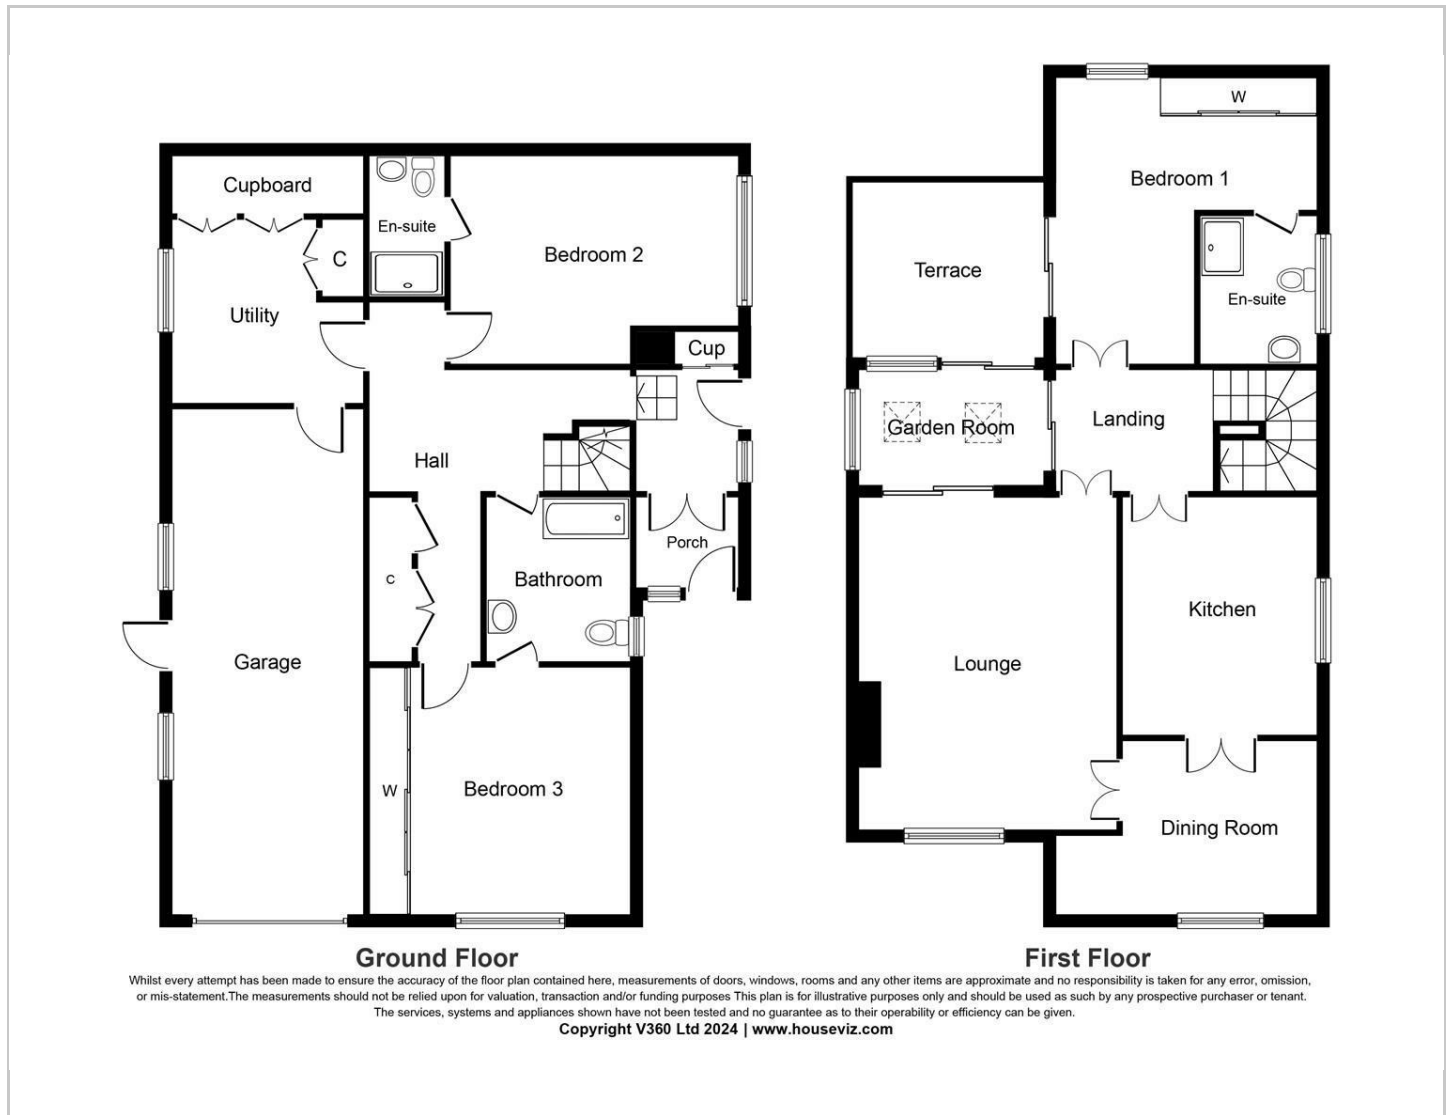 Cupboard
En-suite
C
Bedroom 2
Utility
Cup
Hall
Porch
C
Bathroom
Garage
W
Bedroom 3
Ground Floor
W
Bedroom 1
Terrace
En-suite
Garden Room
Landing
Kitchen
Lounge
Dining Room
First Floor
Whilst every attempt has been made to ensure the accuracy of the floor plan contained here, measurements of doors, windows, rooms and any other items are approximate and no responsibility is taken for any error, omission,
or mis-statement.The measurements should not be relied upon for valuation, transaction and/or funding purposes This plan is for illustrative purposes only and should be used as such by any prospective purchaser or tenant.
The services, systems and appliances shown have not been tested and no guarantee as to their operability or efficiency can be given.
Copyright V360 Ltd 2024 | www.houseviz.com